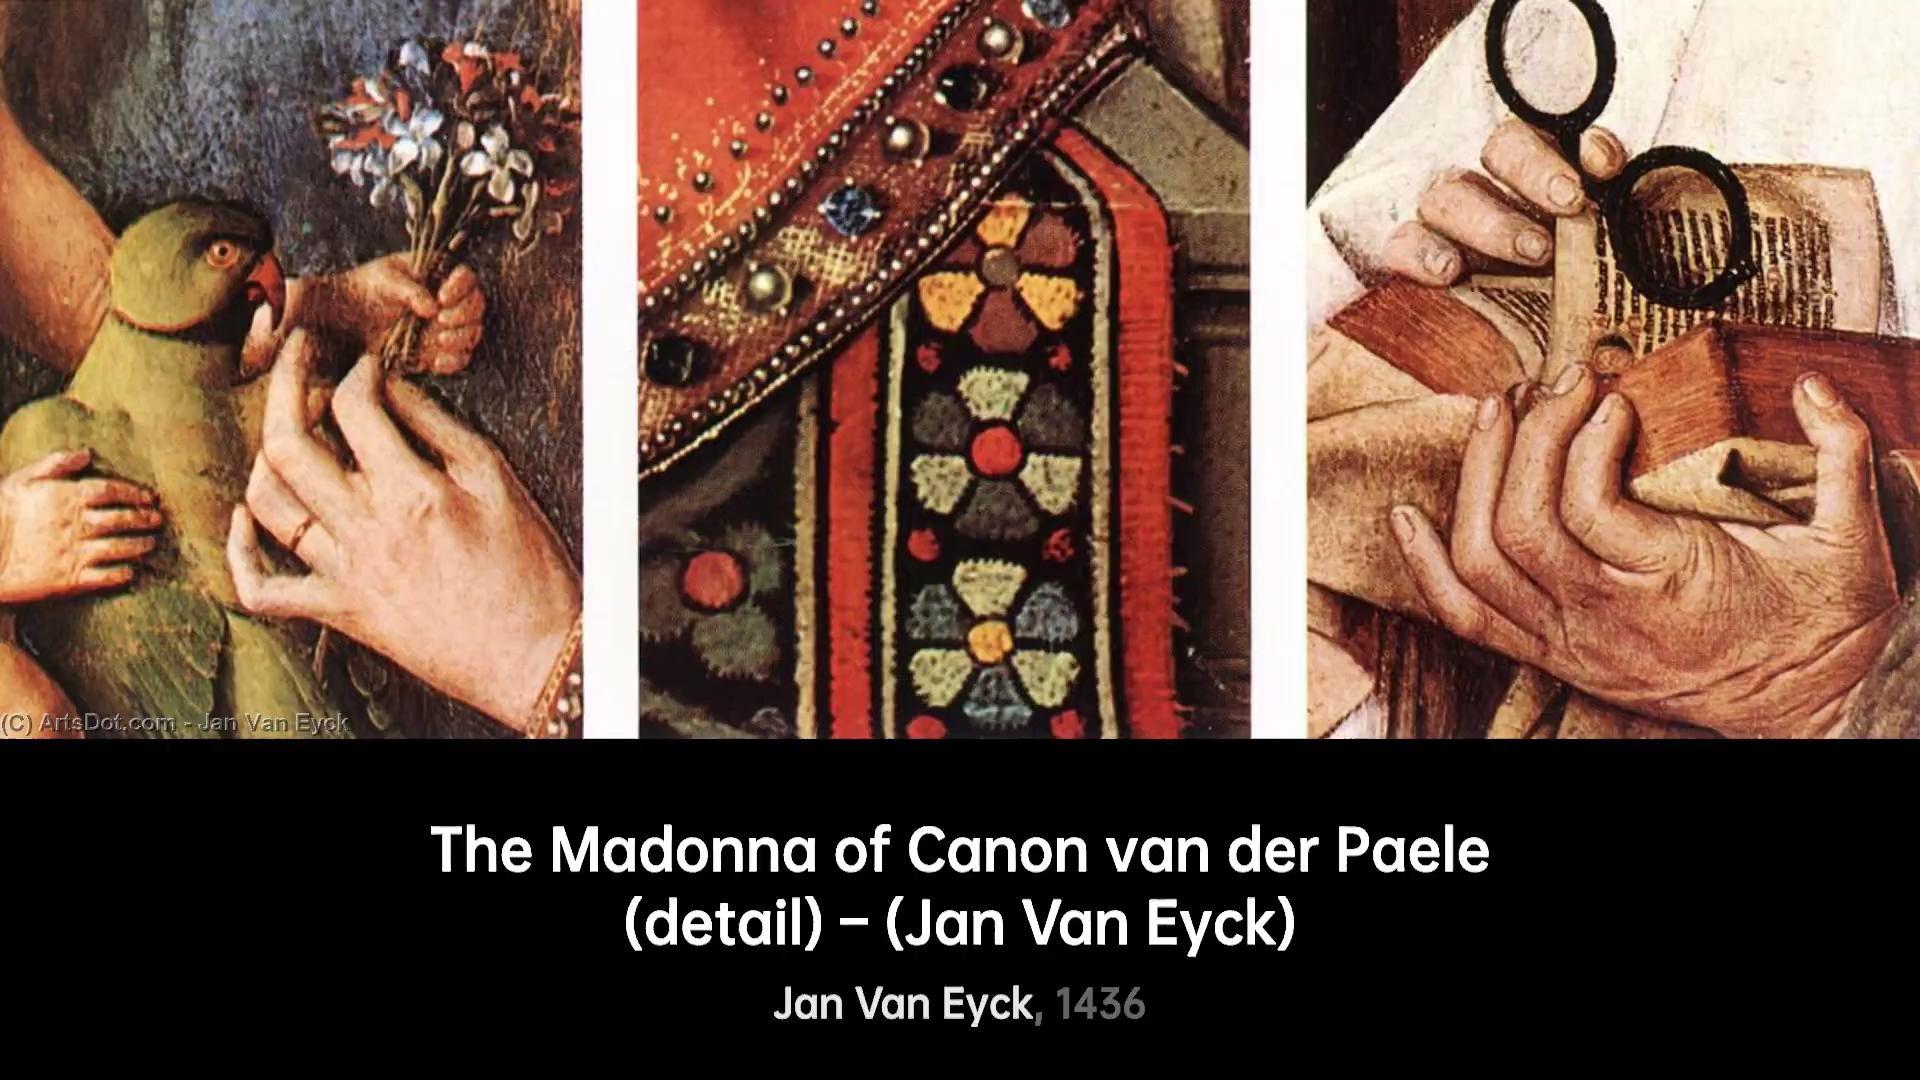 (C) ArtsDot.com - Jan Van Eyck
The Madonna of Canon van der Paele
(detail) – (Jan Van Eyck)
Jan Van Eyck, 1436